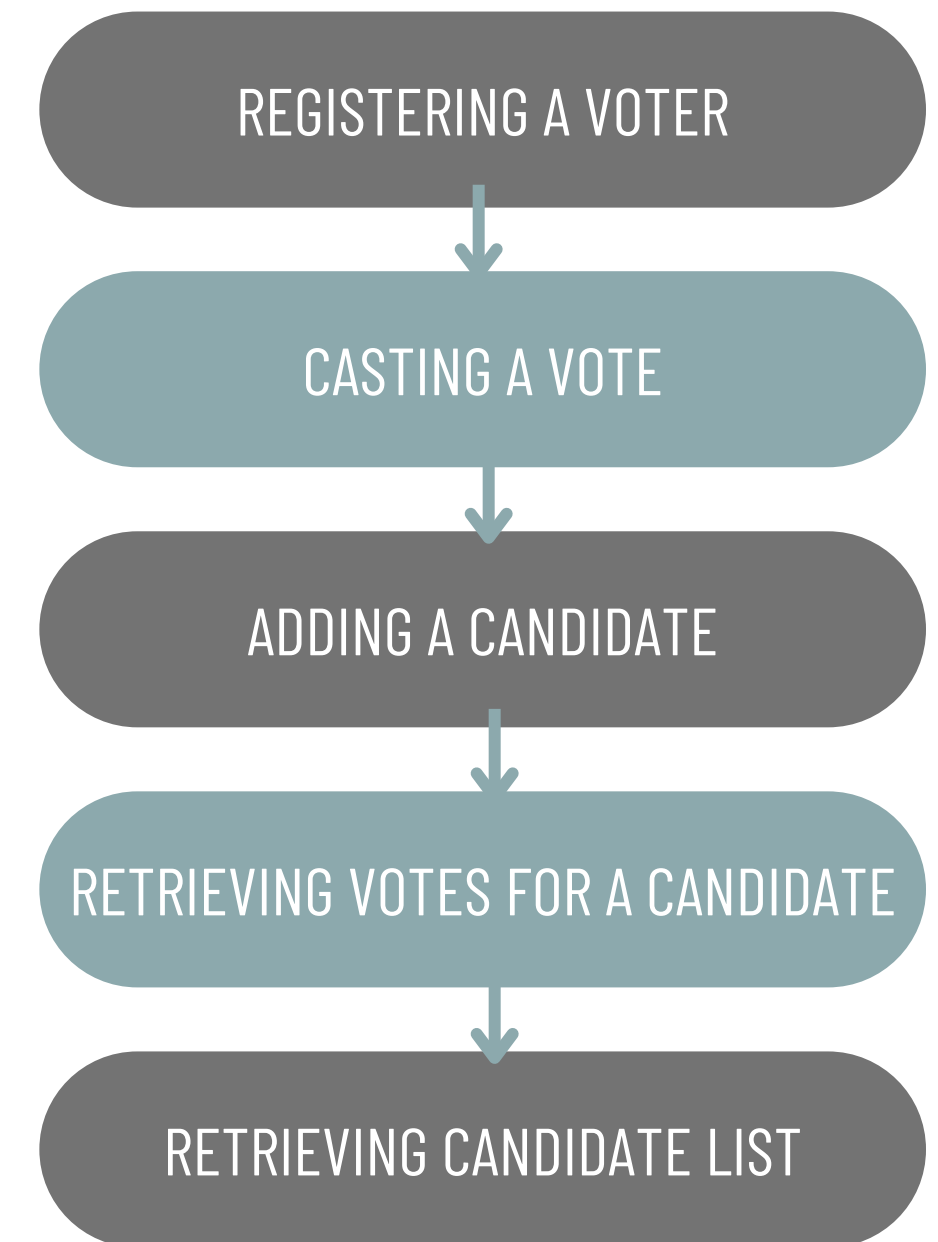 REGISTERING A VOTER
CASTING A VOTE
ADDING A CANDIDATE
RETRIEVING VOTES FOR A CANDIDATE
RETRIEVING CANDIDATE LIST